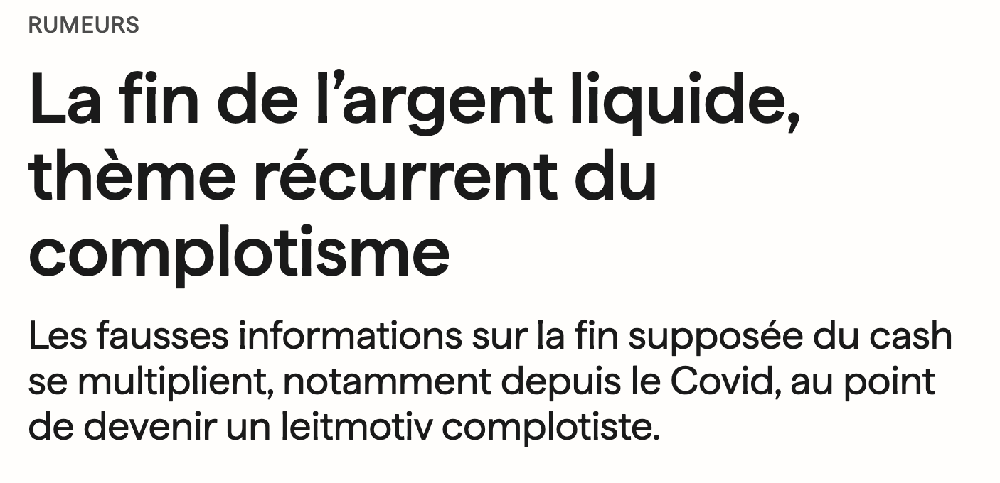 RUMEURS
La fin de l’argent liquide,
thème récurrent du
complotisme
Les fausses informations sur la fin supposée du cash
se multiplient, notamment depuis le Covid, au point
de devenir un leitmotiv complotiste.